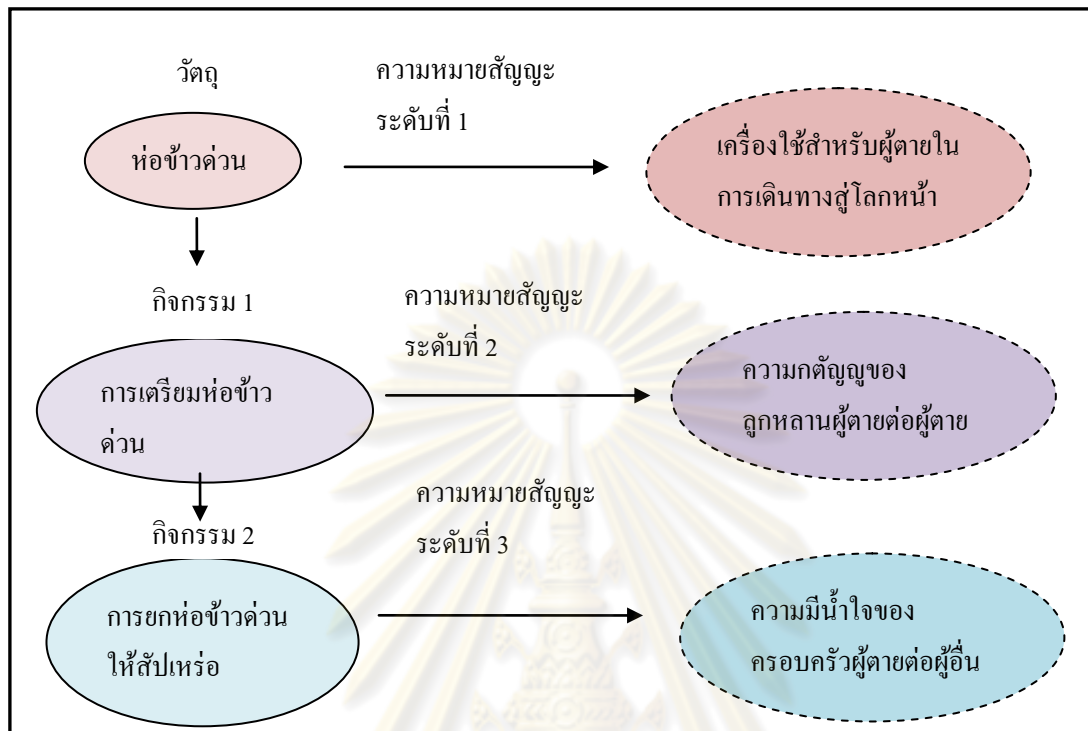 วัตถุ
ความหมายสัญญะ
ระดับที่ 1
ห่อข้าวด่วน
เครื่องใช้สำหรับผู้ตายใน
การเดินทางสู่โลกหน้า
กิจกรรม 1
ความหมายสัญญะ
ระดับที่ 2
การเตรียมห่อข้าว
ด่วน
ความกตัญญูของ
ลูกหลานผู้ตายต่อผู้ตาย
กิจกรรม 2
ความหมายสัญญะ
ระดับที่ 3
การยกห่อข้าวด่วน
ให้สัปเหร่อ
ความมีน้ำใจของ
ครอบครัวผู้ตายต่อผู้อื่น